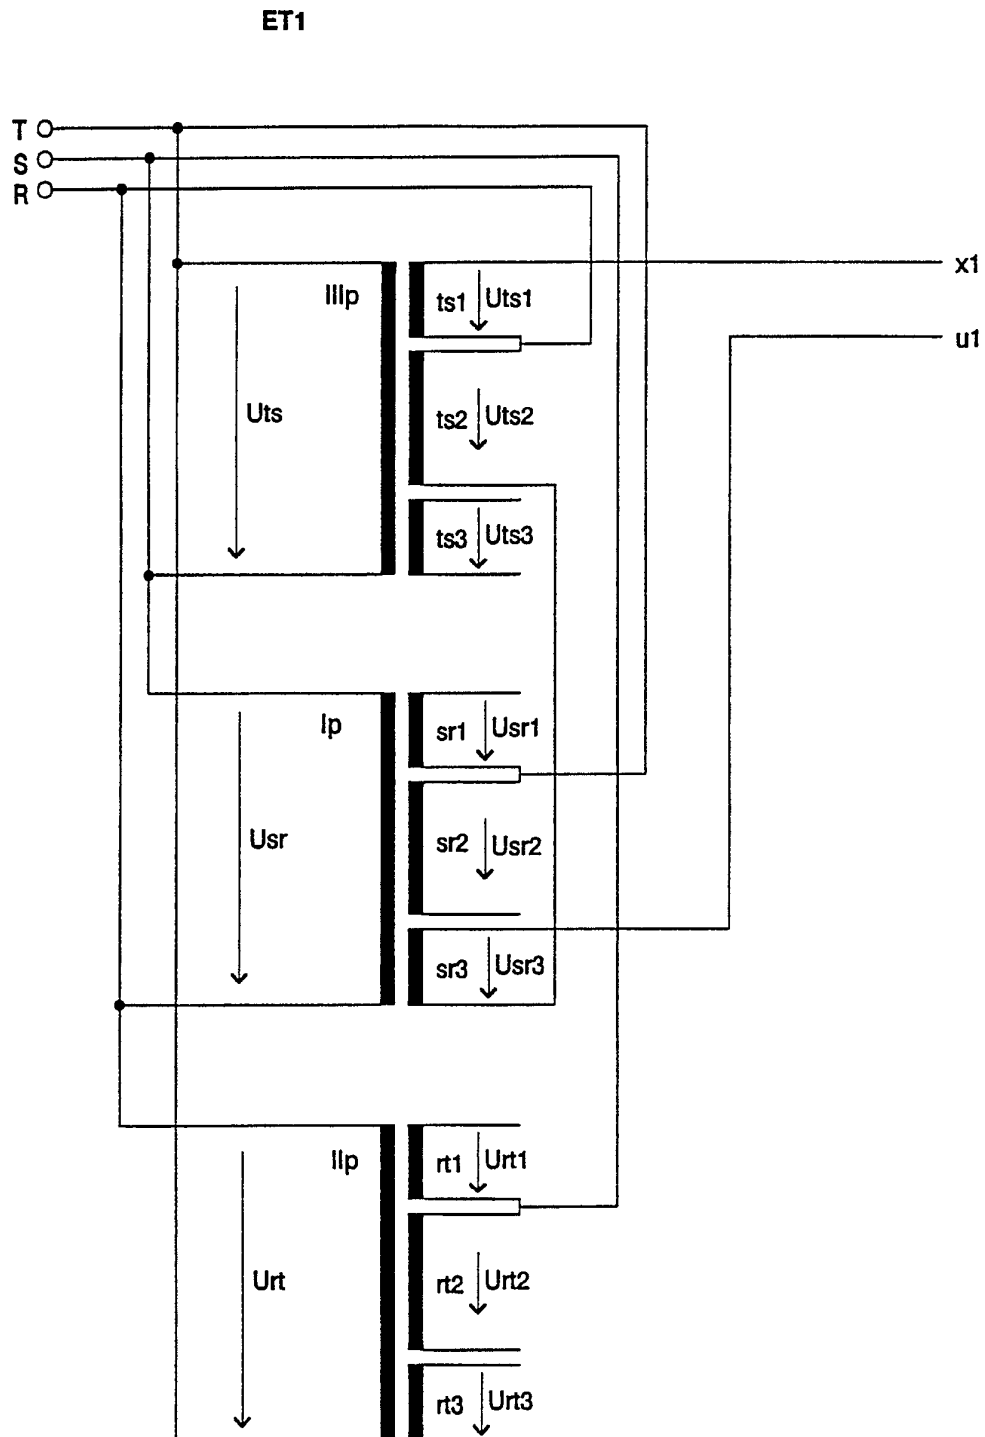 ET1
T
S
R
x1
IIIp
ts1 Uts1
u1
Uts
ts2 Uts2
ts3 Uts3
Ip
sr1 Usr1
Usr
sr2 Usr2
sr3 Usr3
IIp
rt1 Urt1
Urt
rt2 Urt2
rt3 Urt3